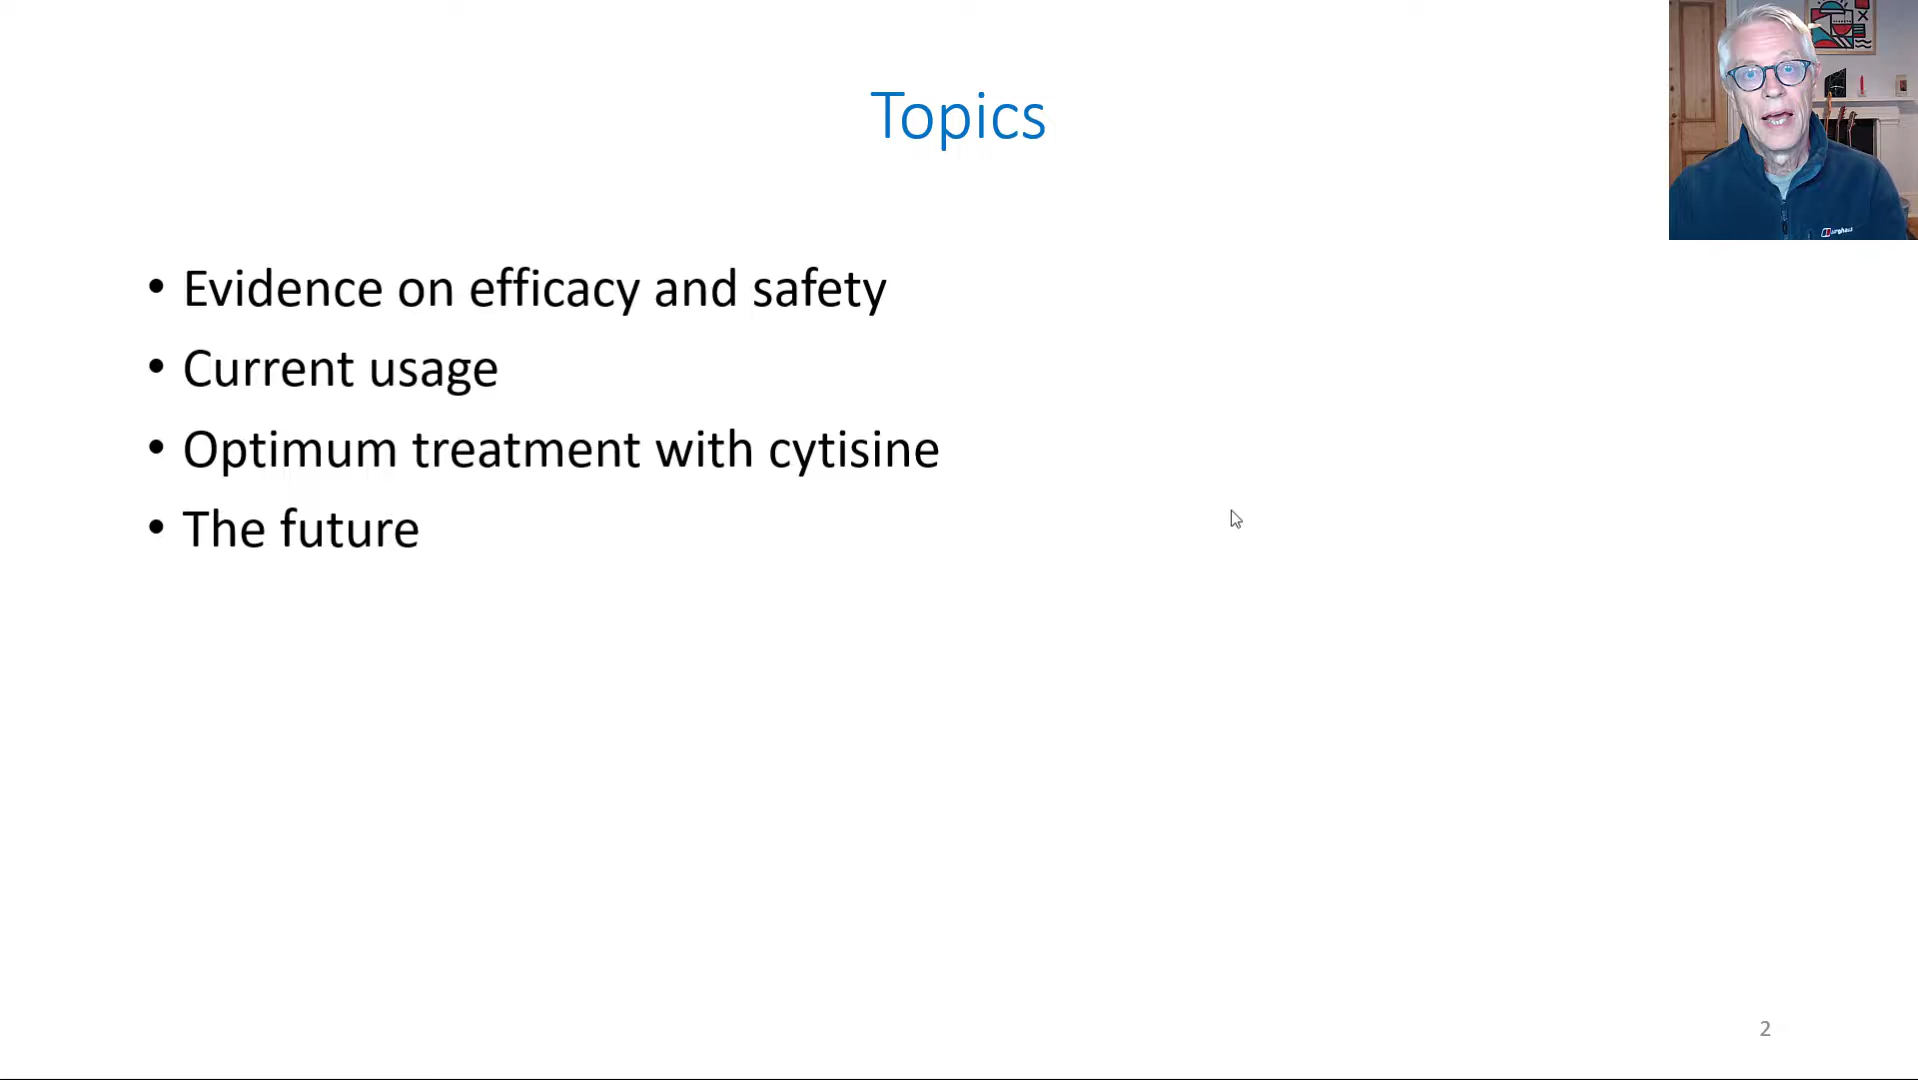 Topics
• Evidence on efficacy and safety
• Current usage
• Optimum treatment with cytisine
• The future
2